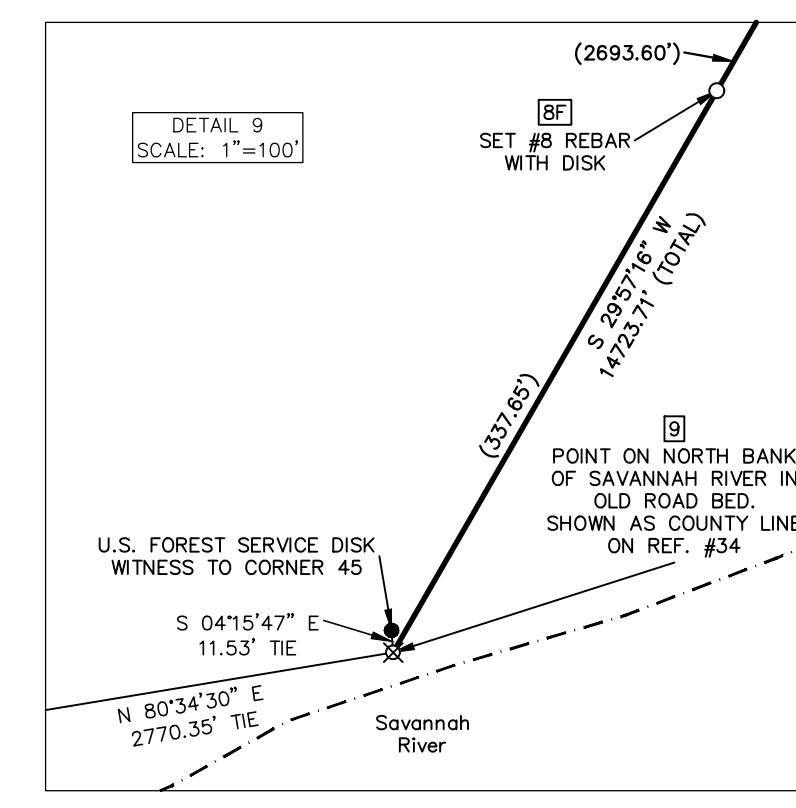 (2693.60')
DETAIL 9
SCALE: 1"=100'
8F
SET #8 REBAR
WITH DISK
S 29°57'16" W
14723.71' (TOTAL)
(337.65')
9
POINT ON NORTH BANK
OF SAVANNAH RIVER IN
OLD ROAD BED.
SHOWN AS COUNTY LINE
ON REF. #34
U.S. FOREST SERVICE DISK
WITNESS TO CORNER 45
S 04°15'47" E
11.53' TIE
N 80°34'30" E
2770.35' TIE
Savannah
River